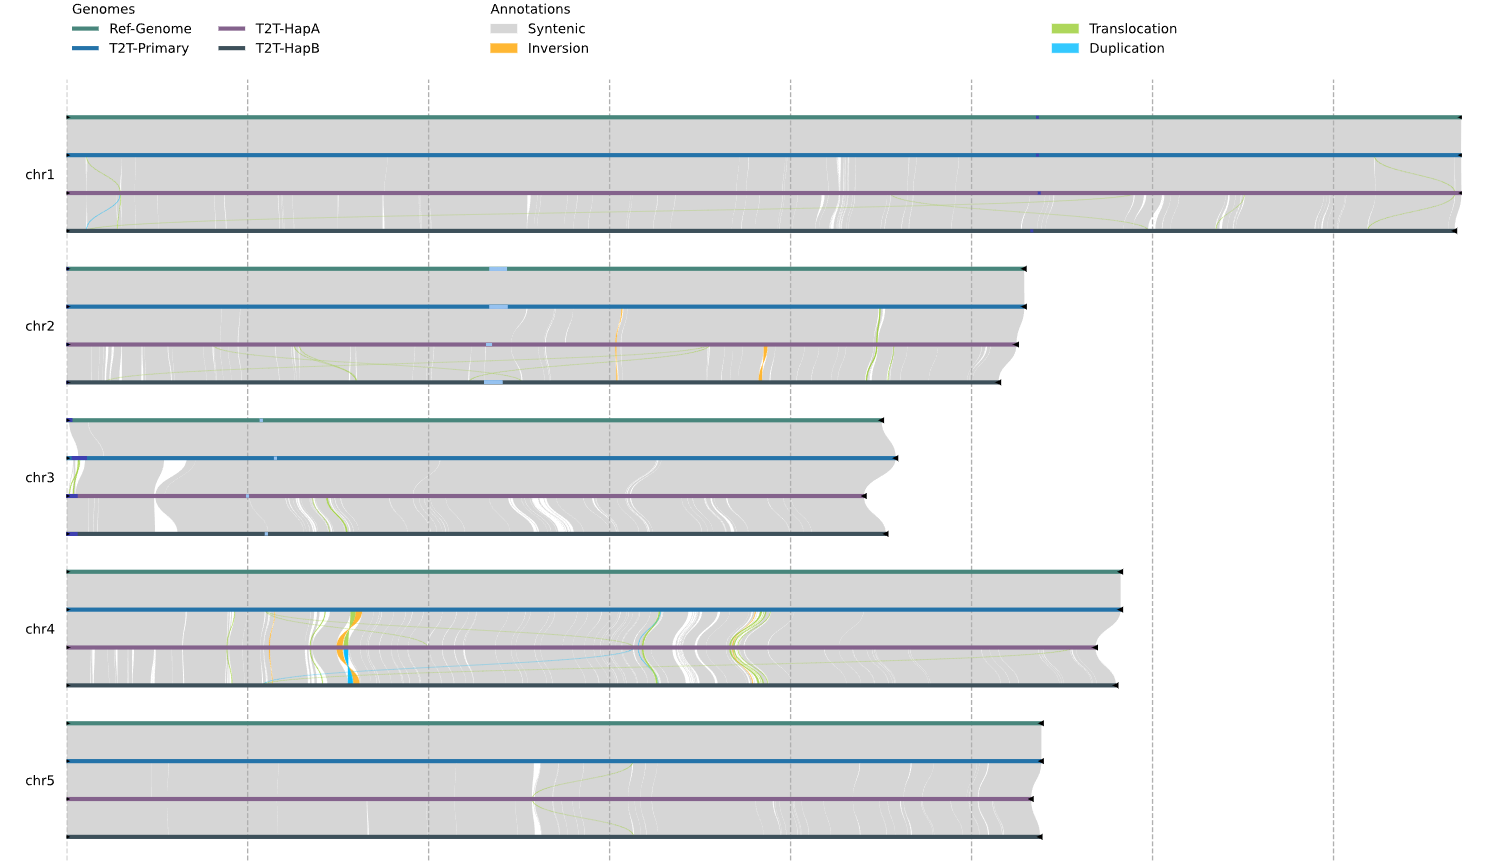 Genomes
Ref-Genome
T2T-Primary
T2T-HapA
T2T-HapB
Annotations
Syntenic
Inversion
Translocation
Duplication
chr1
chr2
chr3
chr4
chr5